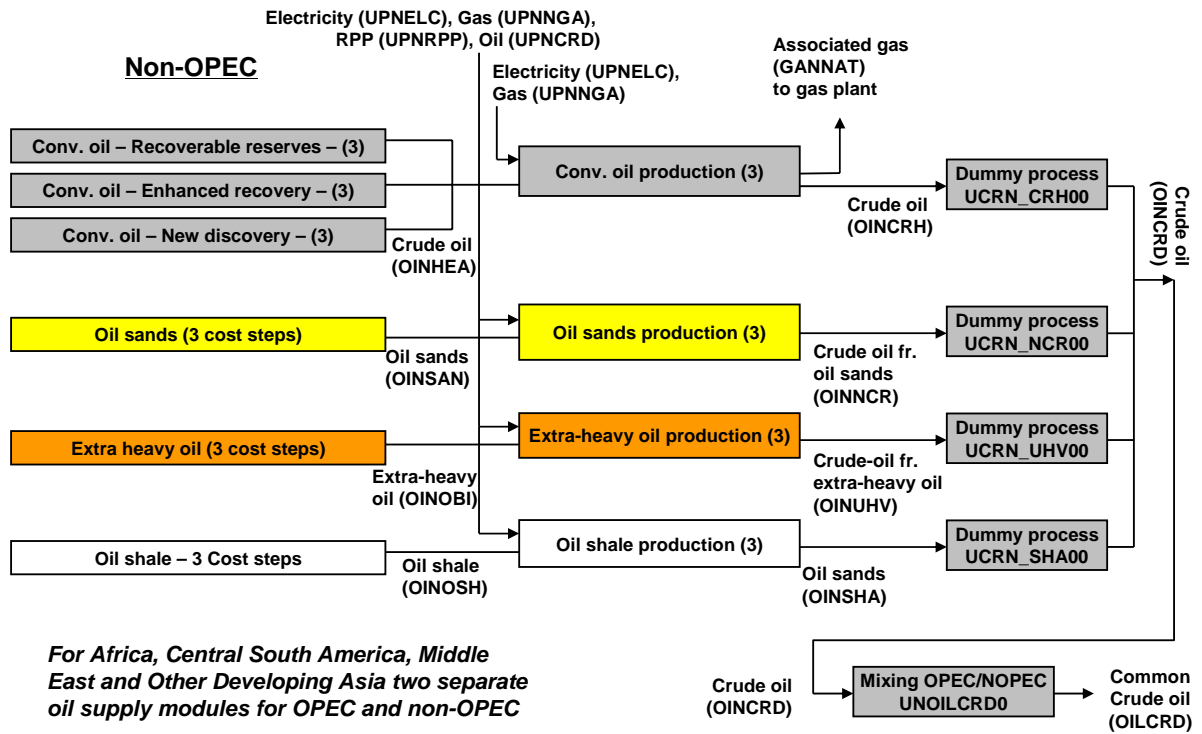 Electricity (UPNELC), Gas (UPNNGA),
RPP (UPNRPP), Oil (UPNCRD)
Non-OPEC
Electricity (UPNELC),
Gas (UPNNGA)
Associated gas
(GANNAT)
to gas plant
Conv. oil – Recoverable reserves – (3)
Conv. oil – Enhanced recovery – (3)
Conv. oil – New discovery – (3)
Crude oil
(OINHEA)
Conv. oil production (3)
Crude oil
(OINCRH)
Dummy process
UCRN_CRH00
Crude oil
(OINCRD)
Oil sands (3 cost steps)
Oil sands
(OINSAN)
Oil sands production (3)
Crude oil fr.
oil sands
(OINNCR)
Dummy process
UCRN_NCR00
Extra heavy oil (3 cost steps)
Extra-heavy
oil (OINOBI)
Extra-heavy oil production (3)
Crude-oil fr.
extra-heavy oil
(OINUHV)
Dummy process
UCRN_UHV00
Oil shale – 3 Cost steps
Oil shale
(OINOSH)
Oil shale production (3)
Oil sands
(OINSHA)
Dummy process
UCRN_SHA00
For Africa, Central South America, Middle
East and Other Developing Asia two separate
oil supply modules for OPEC and non-OPEC
Crude oil
(OINCRD)
Mixing OPEC/NOPEC
UNOILCRD0
Common
Crude oil
(OILCRD)